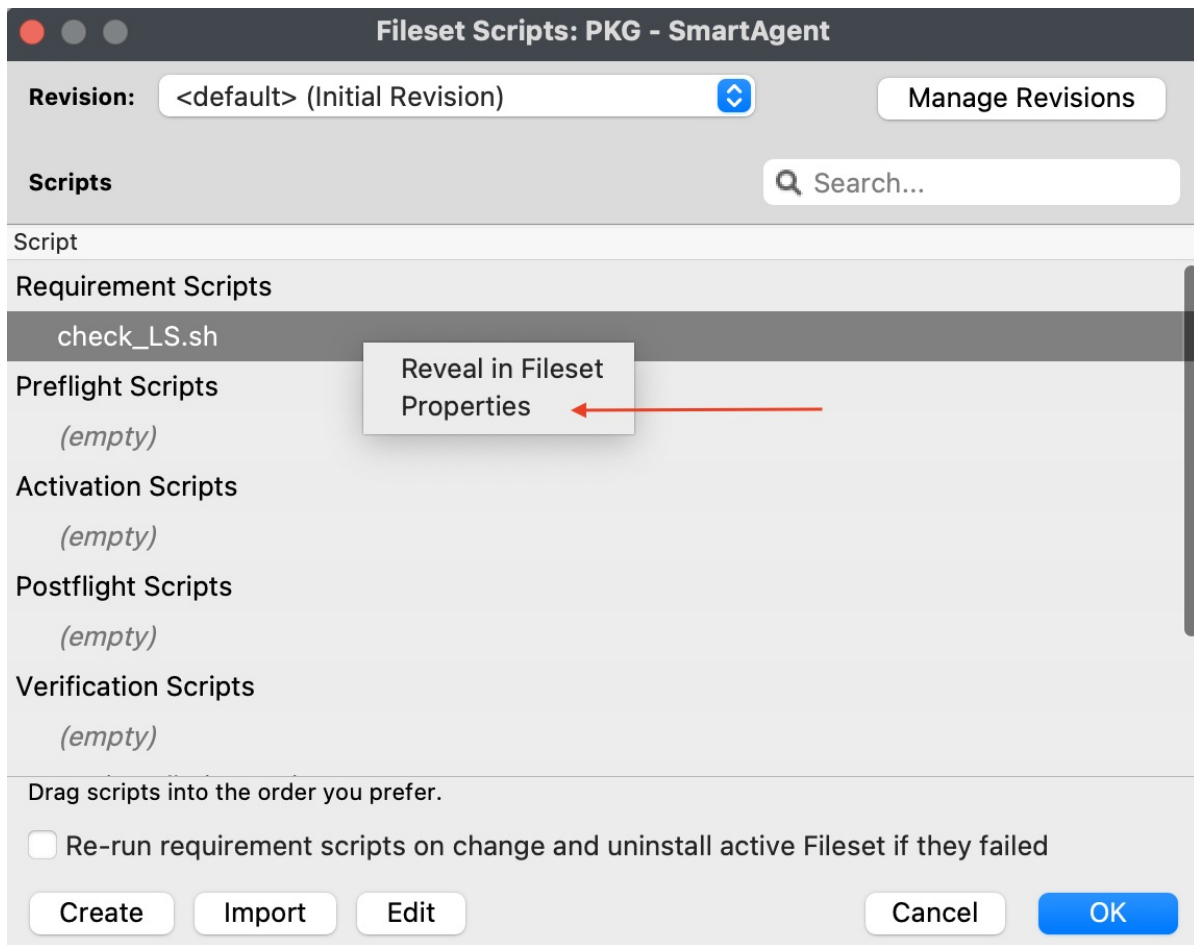 Fileset Scripts: PKG - SmartAgent
Revision: <default> (Initial Revision) Manage Revisions
Scripts Search...
Script
Requirement Scripts
check_LS.sh
Reveal in Fileset
Properties
Preflight Scripts
(empty)
Activation Scripts
(empty)
Postflight Scripts
(empty)
Verification Scripts
(empty)
Drag scripts into the order you prefer.
Re-run requirement scripts on change and uninstall active Fileset if they failed
Create Import Edit Cancel OK